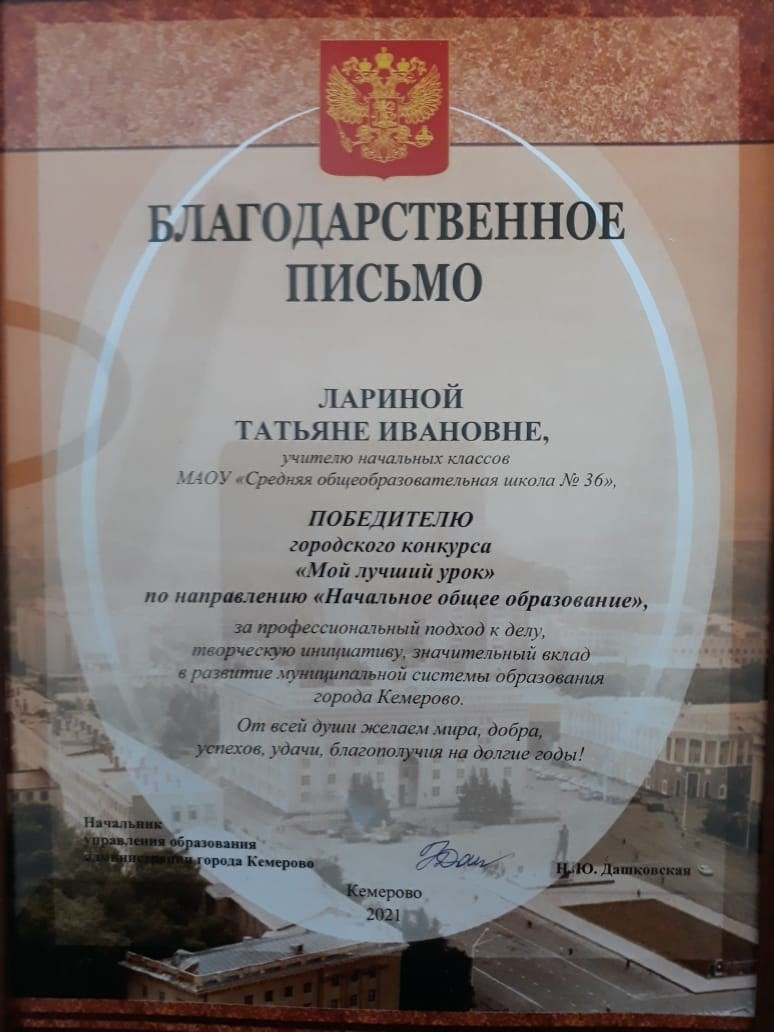 БЛАГОДАРСТВЕННОЕ
ПИСЬМО
ЛАРИНОЙ
ТАТЬЯНЕ ИВАНОВНЕ,
учителю начальных классов
МАОУ «Средняя общеобразовательная школа № 36»,
ПОБЕДИТЕЛЮ
городского конкурса
«Мой лучший урок»
по направлению «Начальное общее образование»,
за профессиональный подход к делу,
творческую инициативу, значительный вклад
в развитие муниципальной системы образования
города Кемерово.
От всей души желаем мира, добра,
успехов, удачи, благополучия на долгие годы!
Начальник
управления образования
администрации города Кемерово
Н.Ю. Дашковская
Кемерово
2021